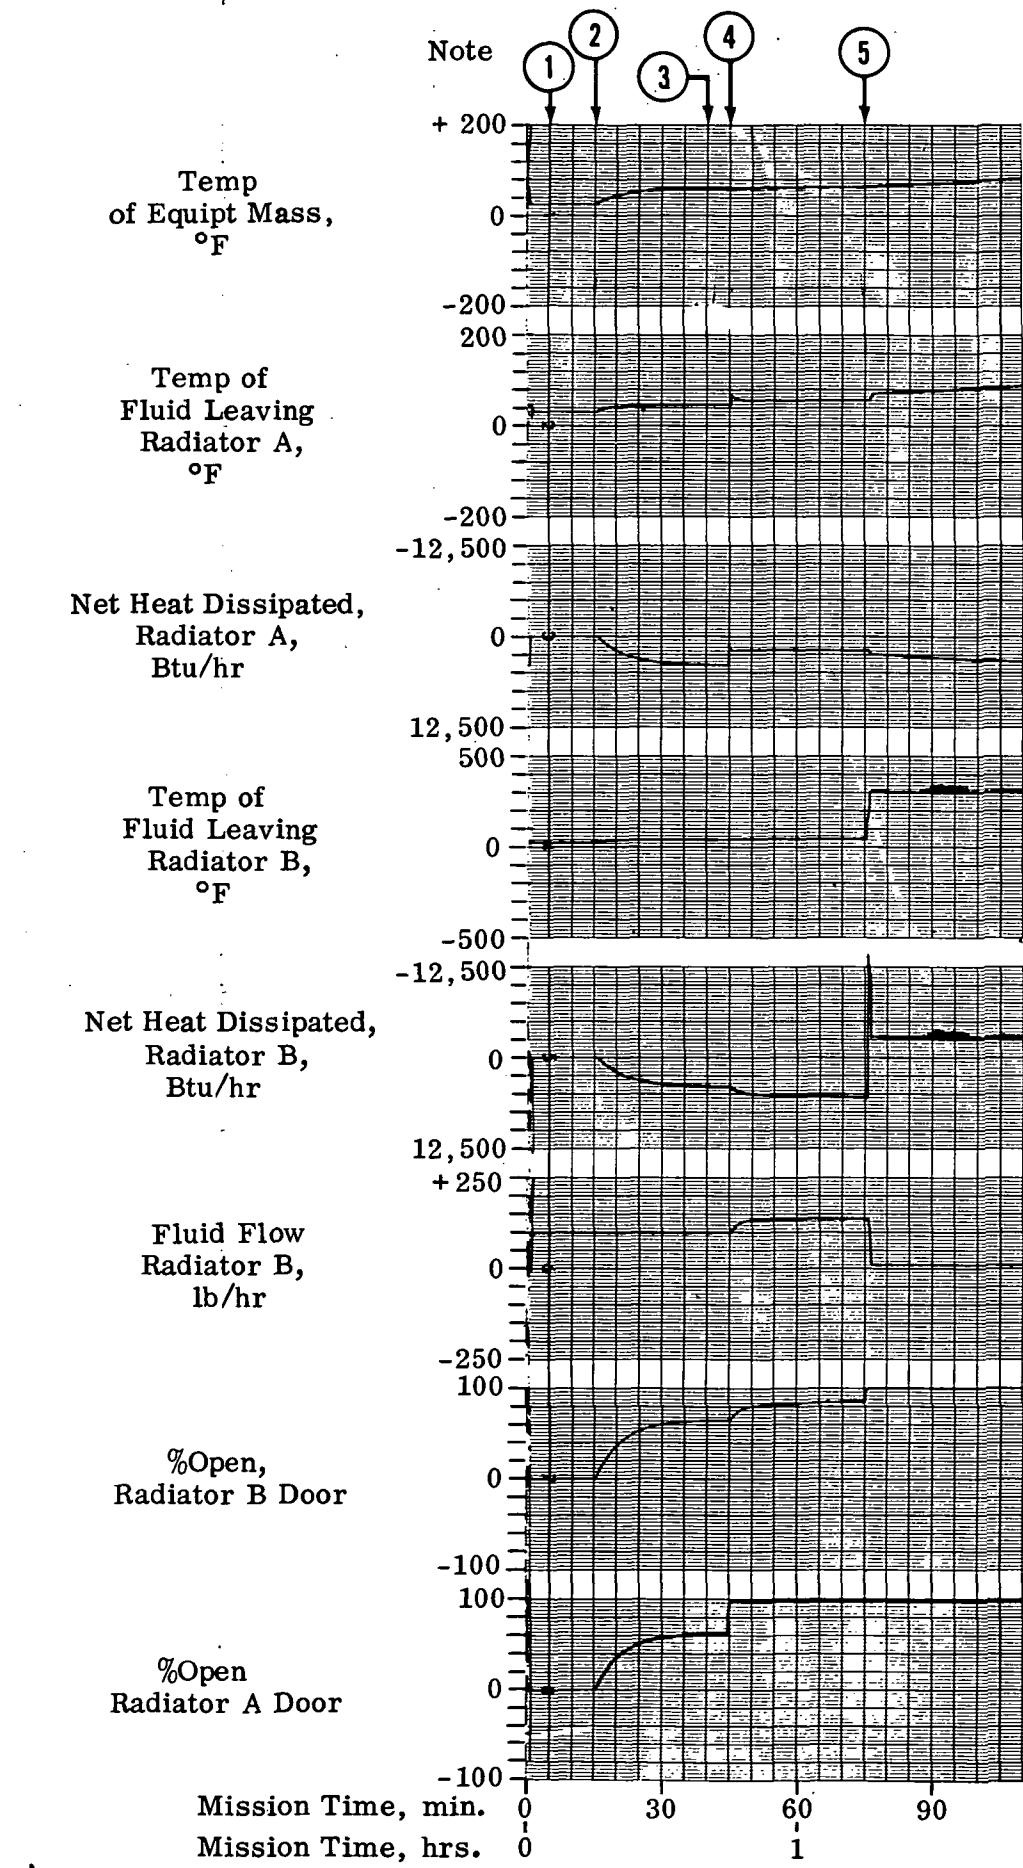 Note
1
2
3
4
5
Temp
of Equipt Mass,
°F
+ 200
0
-200
Temp of
Fluid Leaving
Radiator A,
°F
200
0
-200
Net Heat Dissipated,
Radiator A,
Btu/hr
-12,500
0
12,500
Temp of
Fluid Leaving
Radiator B,
°F
500
0
-500
Net Heat Dissipated,
Radiator B,
Btu/hr
-12,500
0
12,500
Fluid Flow
Radiator B,
lb/hr
+ 250
0
-250
%Open,
Radiator B Door
100
0
-100
%Open
Radiator A Door
100
0
-100
Mission Time, min. 0 30 60 90
Mission Time, hrs. 0 1